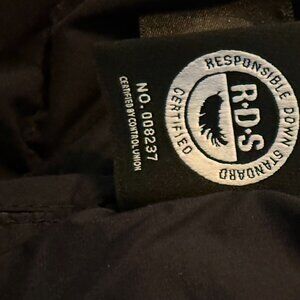 RESPONSIBLE DOWN STANDARD
R·D·S
CERTIFIED
NO. 008237
CERTIFIED BY CONTROL UNION